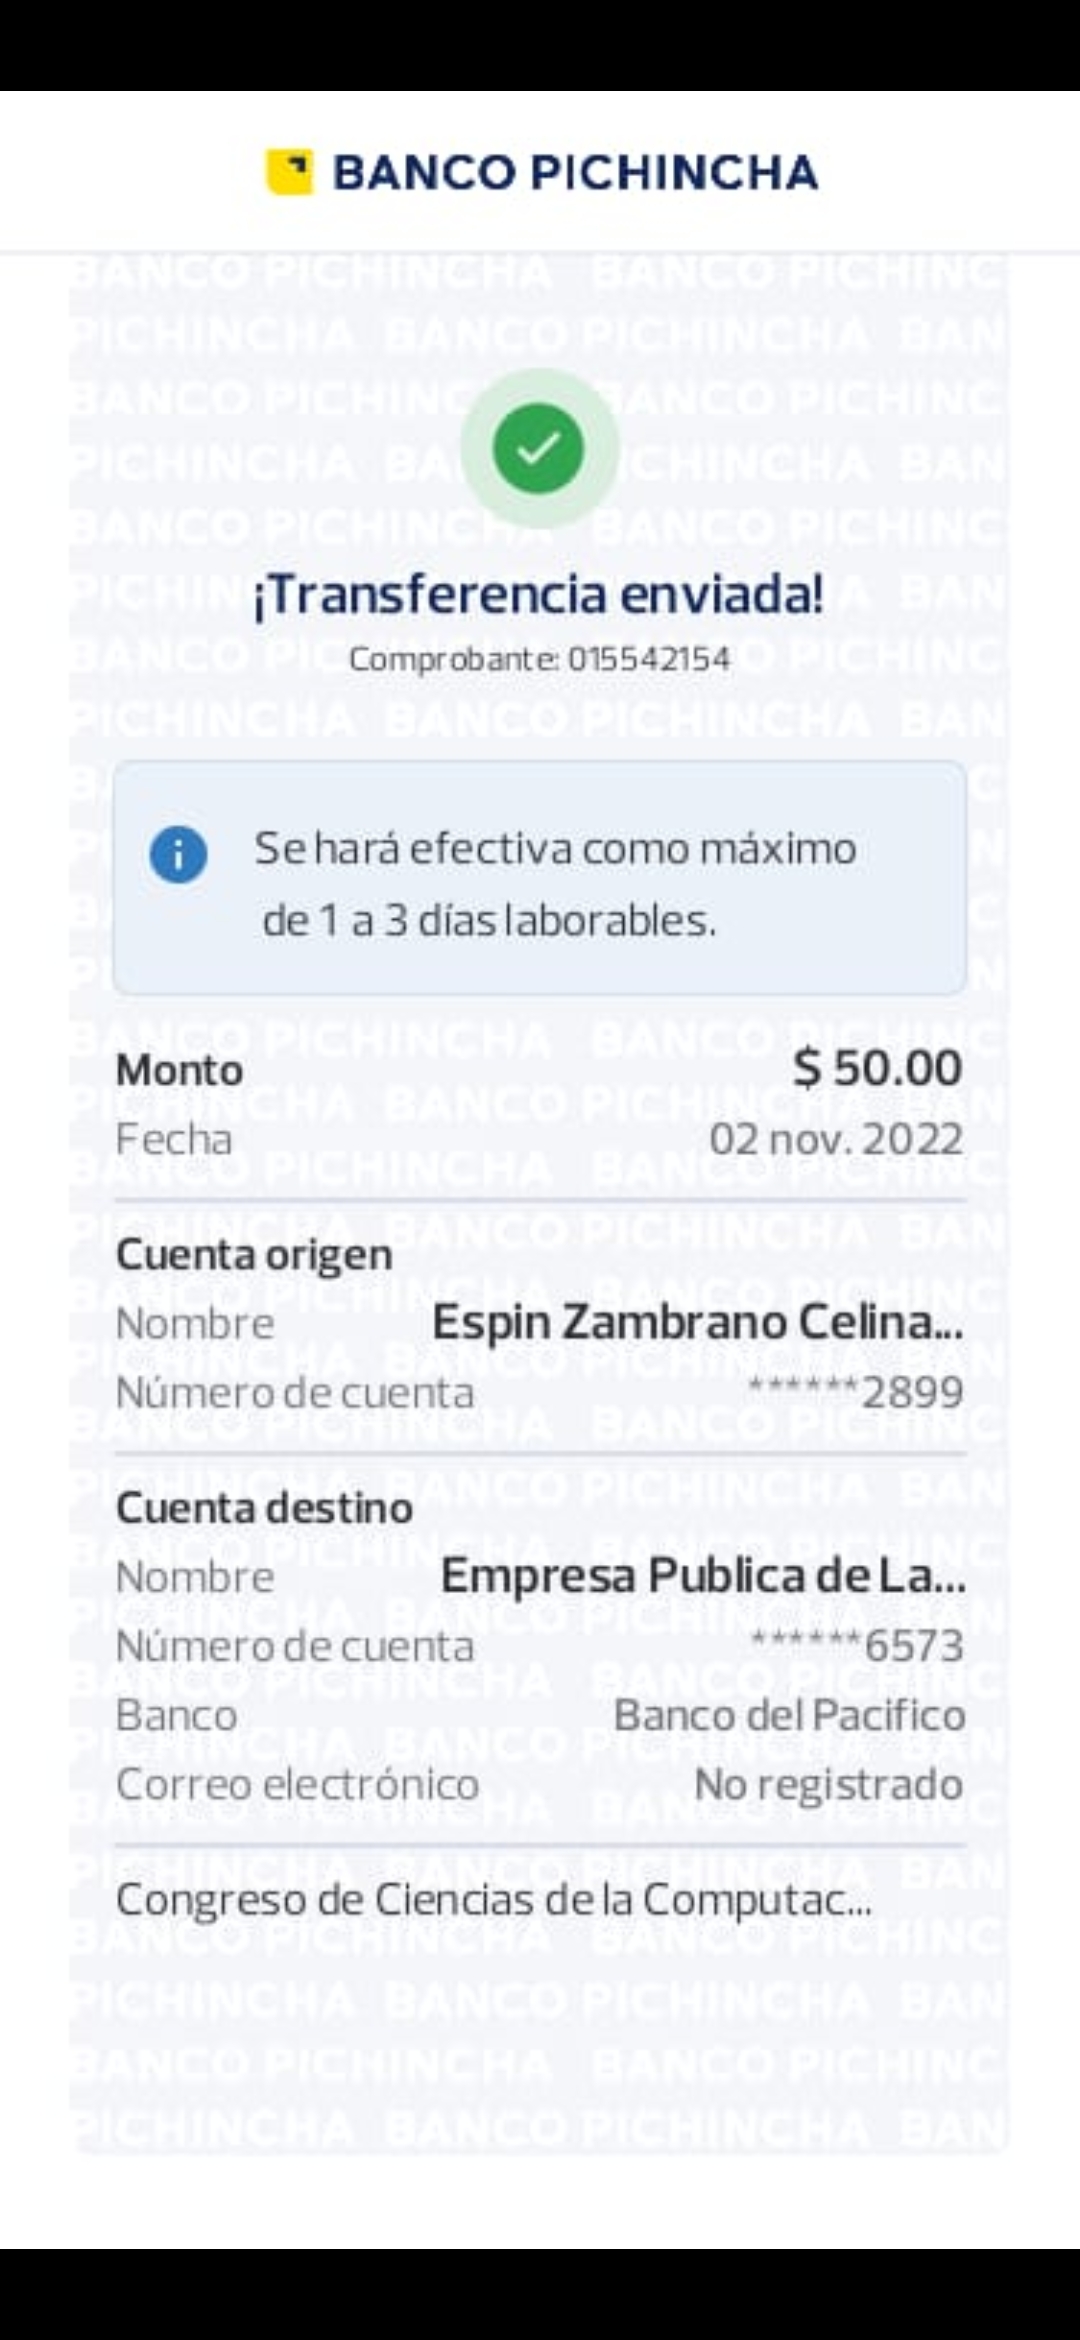 BANCO PICHINCHA
¡Transferencia enviada!
Comprobante: 015542154
Se hará efectiva como máximo
de 1 a 3 días laborables.
Monto $ 50.00
Fecha 02 nov. 2022
Cuenta origen
Nombre Espin Zambrano Celina...
Número de cuenta ******2899
Cuenta destino
Nombre Empresa Publica de La...
Número de cuenta ******6573
Banco Banco del Pacifico
Correo electrónico No registrado
Congreso de Ciencias de la Computac...